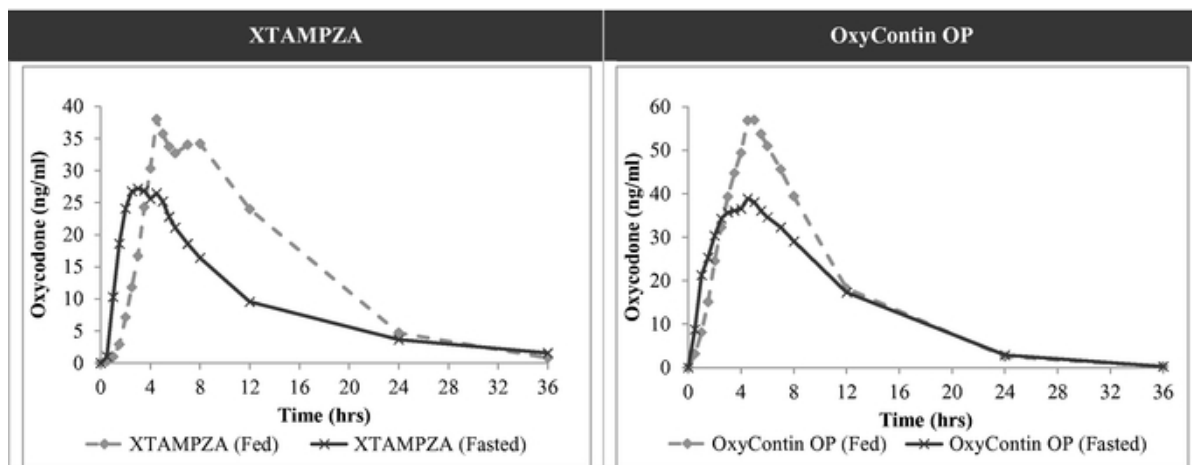 XTAMPZA
OxyContin OP
Oxycodone (ng/ml)
40
35
30
25
20
15
10
5
0
0 4 8 12 16 20 24 28 32 36
Time (hrs)
XTAMPZA (Fed) XTAMPZA (Fasted)
Oxycodone (ng/ml)
60
50
40
30
20
10
0
0 4 8 12 16 20 24 28 32 36
Time (hrs)
OxyContin OP (Fed) OxyContin OP (Fasted)